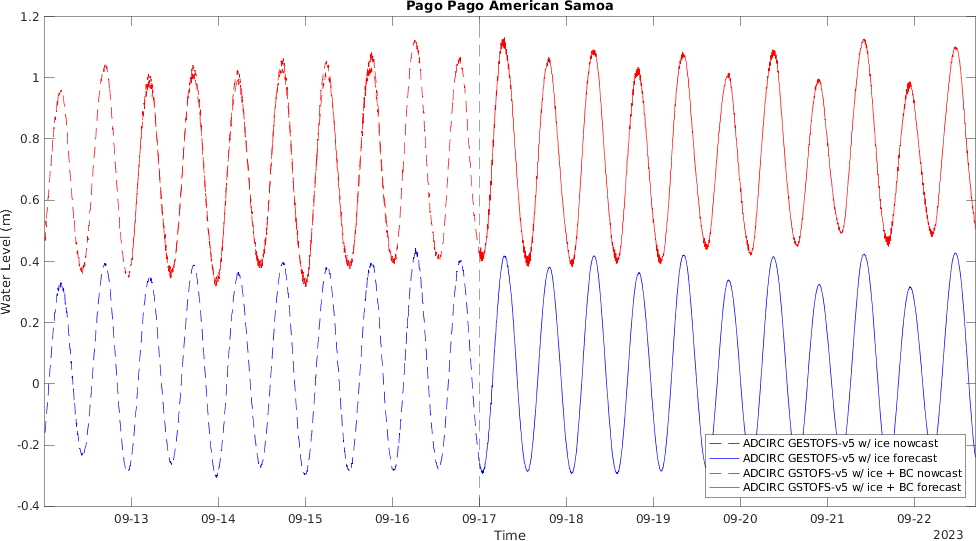 Pago Pago American Samoa
1.2
1
0.8
0.6
0.4
0.2
0
-0.2
-0.4
Water Level (m)
ADCIRC GESTOFS-v5 w/ ice nowcast
ADCIRC GESTOFS-v5 w/ ice forecast
ADCIRC GSTOFS-v5 w/ ice + BC nowcast
ADCIRC GSTOFS-v5 w/ ice + BC forecast
09-13 09-14 09-15 09-16 09-17 09-18 09-19 09-20 09-21 09-22
Time
2023